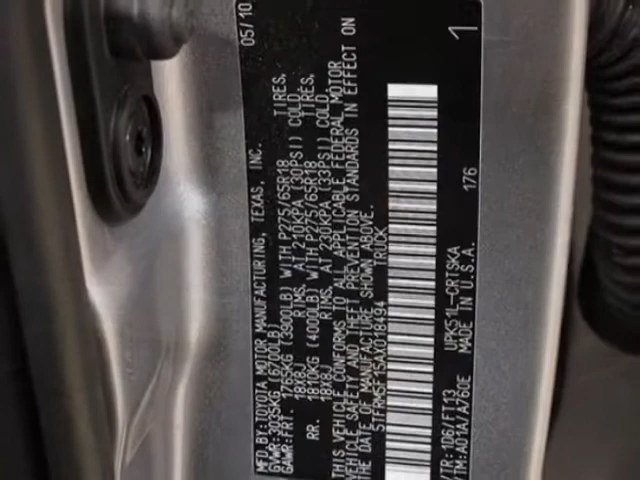 MFD.BY:TOYOTA MOTOR MANUFACTURING, TEXAS, INC. 05/10
GVWR:3035KG(6700LB)
GAWR:FRT. 1765KG (3900LB) WITH P275/65R18 TIRES,
18X8J RIMS, AT 210KPA (30PSI) COLD.
RR. 1810KG (4000LB) WITH P275/65R18 TIRES,
18X8J RIMS, AT 230KPA (33PSI) COLD.
THIS VEHICLE CONFORMS TO ALL APPLICABLE FEDERAL MOTOR
VEHICLE SAFETY AND THEFT PREVENTION STANDARDS IN EFFECT ON
THE DATE OF MANUFACTURE SHOWN ABOVE.
TRUCK
C/TR:1D6/FT13 UPK51L-CRTSKA 176
A/TM:A01A/AB60E MADE IN U.S.A. 1